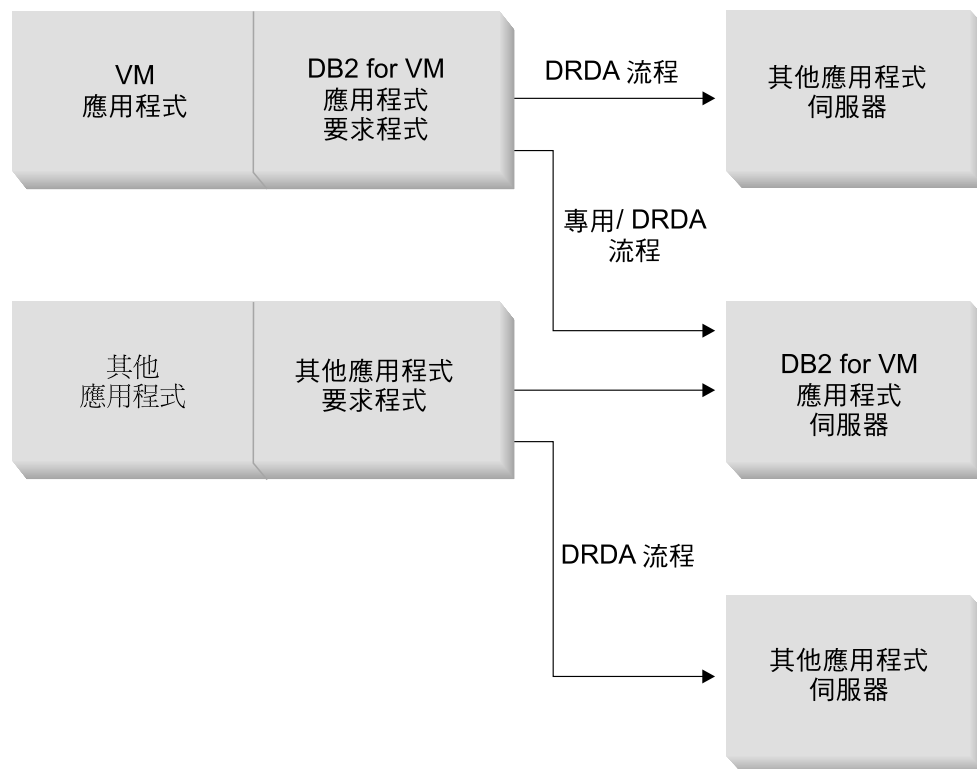 VM
應用程式
DB2 for VM
應用程式
要求程式
DRDA 流程
其他應用程式
伺服器
專用/ DRDA
流程
其他
應用程式
其他應用程式
要求程式
DB2 for VM
應用程式
伺服器
DRDA 流程
其他應用程式
伺服器